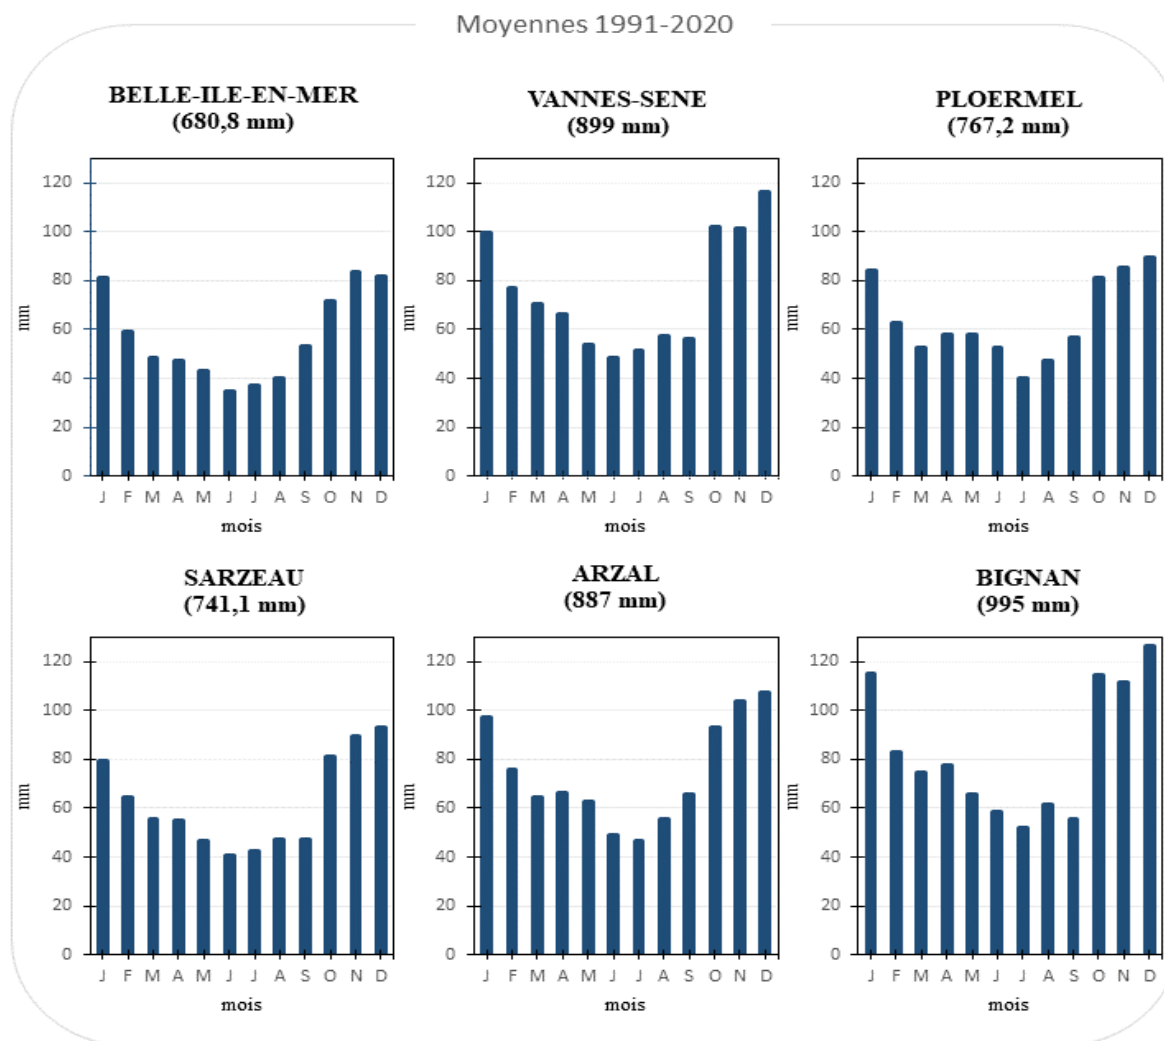 Moyennes 1991-2020
BELLE-ILE-EN-MER
(680,8 mm)
120
100
80
60
40
20
0
mm
J F M A M J J A S O N D
mois
VANNES-SENE
(899 mm)
120
100
80
60
40
20
0
mm
J F M A M J J A S O N D
mois
PLOERMEL
(767,2 mm)
120
100
80
60
40
20
0
mm
J F M A M J J A S O N D
mois
SARZEAU
(741,1 mm)
120
100
80
60
40
20
0
mm
J F M A M J J A S O N D
mois
ARZAL
(887 mm)
120
100
80
60
40
20
0
mm
J F M A M J J A S O N D
mois
BIGNAN
(995 mm)
120
100
80
60
40
20
0
mm
J F M A M J J A S O N D
mois